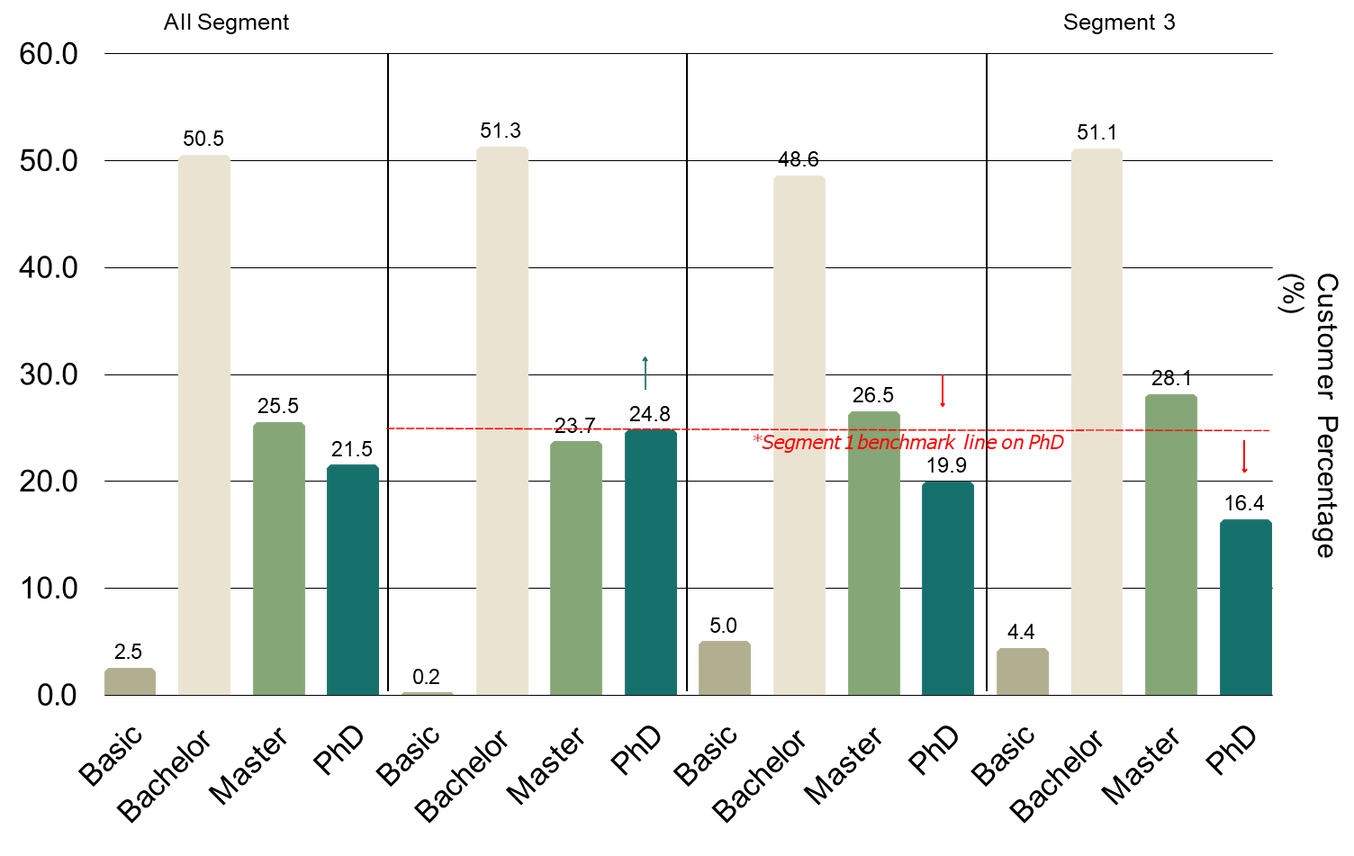 All Segment
Segment 3
60.0
50.0
40.0
30.0
20.0
10.0
0.0
2.5
50.5
25.5
21.5
0.2
51.3
23.7
24.8
5.0
48.6
26.5
19.9
4.4
51.1
28.1
16.4
*Segment 1 benchmark line on PhD
Basic
Bachelor
Master
PhD
Basic
Bachelor
Master
PhD
Basic
Bachelor
Master
PhD
Basic
Bachelor
Master
PhD
Customer Percentage
(%)